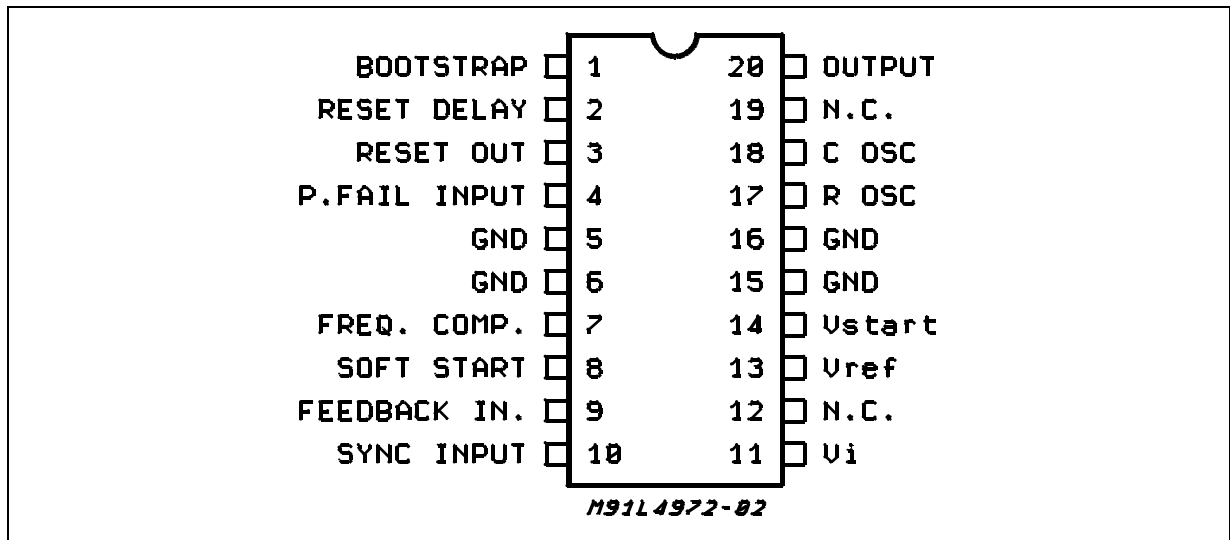 BOOTSTRAP 1 20 OUTPUT
RESET DELAY 2 19 N.C.
RESET OUT 3 18 C OSC
P.FAIL INPUT 4 17 R OSC
GND 5 16 GND
GND 6 15 GND
FREQ. COMP. 7 14 Vstart
SOFT START 8 13 Vref
FEEDBACK IN. 9 12 N.C.
SYNC INPUT 10 11 Vi
M91L4972-02